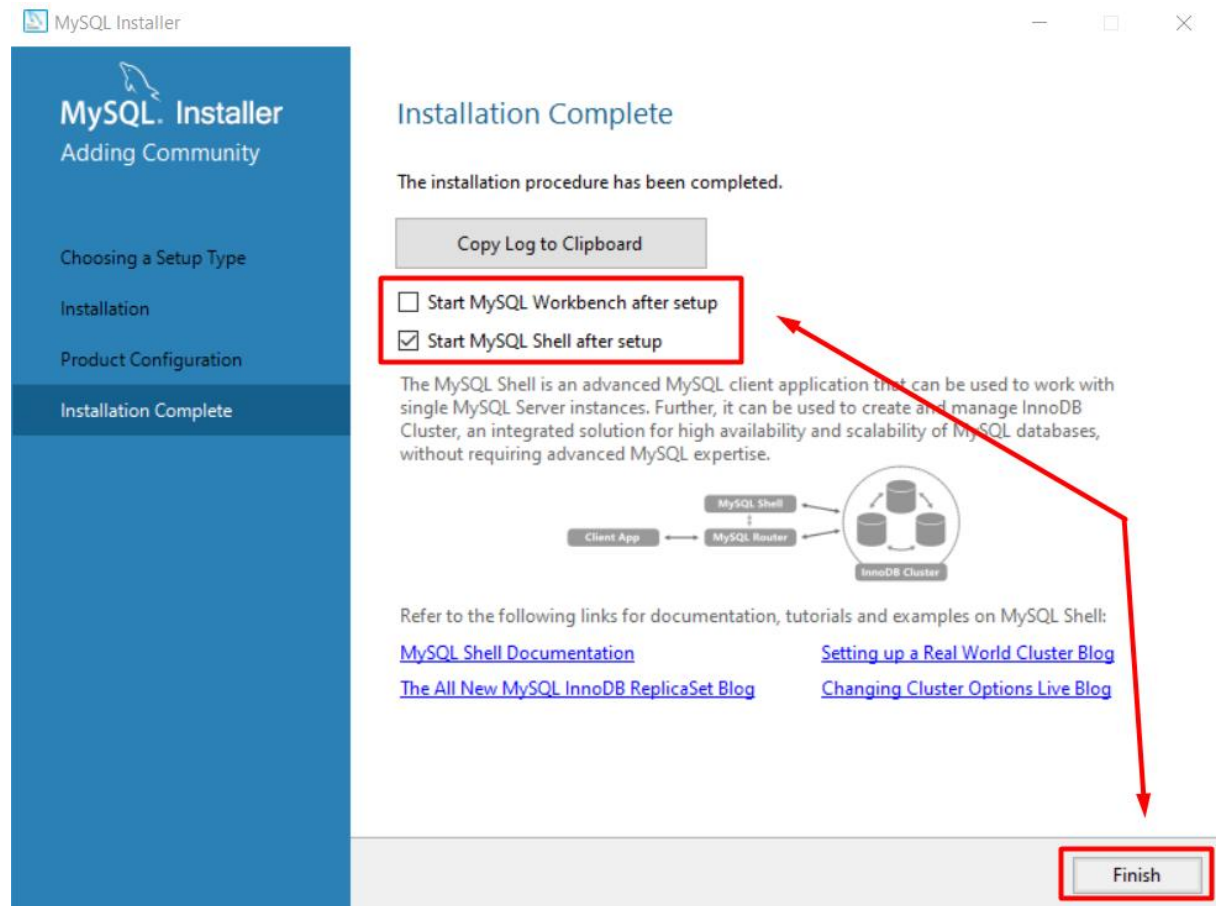 MySQL Installer
MySQL. Installer
Adding Community
Choosing a Setup Type
Installation
Product Configuration
Installation Complete
Installation Complete
The installation procedure has been completed.
Copy Log to Clipboard
Start MySQL Workbench after setup
Start MySQL Shell after setup
The MySQL Shell is an advanced MySQL client application that can be used to work with
single MySQL Server instances. Further, it can be used to create and manage InnoDB
Cluster, an integrated solution for high availability and scalability of MySQL databases,
without requiring advanced MySQL expertise.
MySQL Shell
Client App
MySQL Router
InnoDB Cluster
Refer to the following links for documentation, tutorials and examples on MySQL Shell:
MySQL Shell Documentation
Setting up a Real World Cluster Blog
The All New MySQL InnoDB ReplicaSet Blog
Changing Cluster Options Live Blog
Finish